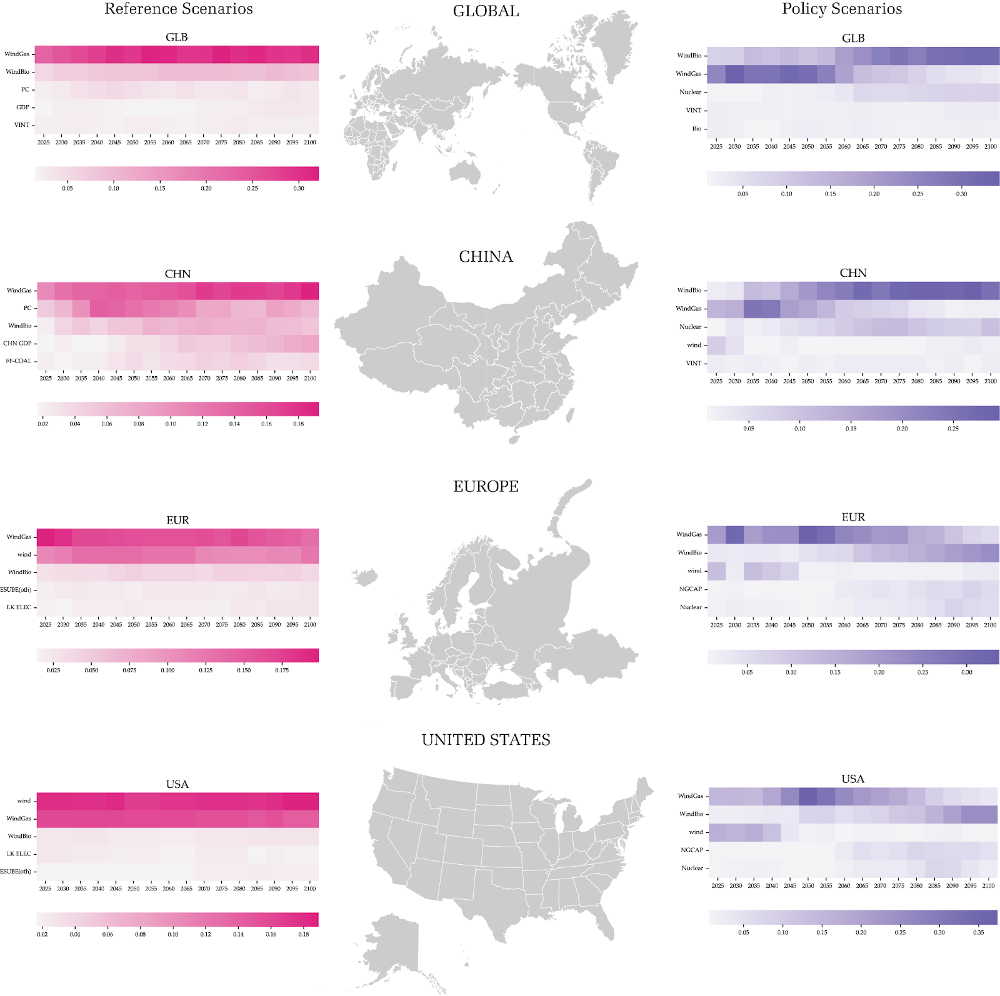 Reference Scenarios
GLOBAL
Policy Scenarios
GLB
WindGas
WindBio
PC
GDP
VINT
2025 2030 2035 2040 2045 2050 2055 2060 2065 2070 2075 2080 2085 2090 2095 2100
0.05 0.10 0.15 0.20 0.25 0.30
GLB
WindBio
WindGas
Nuclear
VINT
Bio
2025 2030 2035 2040 2045 2050 2055 2060 2065 2070 2075 2080 2085 2090 2095 2100
0.05 0.10 0.15 0.20 0.25 0.30
CHINA
CHN
WindGas
PC
WindBio
CHN GDP
FF-COAL
2025 2030 2035 2040 2045 2050 2055 2060 2065 2070 2075 2080 2085 2090 2095 2100
0.02 0.04 0.06 0.08 0.10 0.12 0.14 0.16 0.18
CHN
WindBio
WindGas
Nuclear
wind
VINT
2025 2030 2035 2040 2045 2050 2055 2060 2065 2070 2075 2080 2085 2090 2095 2100
0.05 0.10 0.15 0.20 0.25
EUROPE
EUR
WindGas
wind
WindBio
ESUBE(oth)
LK ELEC
2025 2030 2035 2040 2045 2050 2055 2060 2065 2070 2075 2080 2085 2090 2095 2100
0.025 0.050 0.075 0.100 0.125 0.150 0.175
EUR
WindGas
WindBio
wind
NGCAP
Nuclear
2025 2030 2035 2040 2045 2050 2055 2060 2065 2070 2075 2080 2085 2090 2095 2100
0.05 0.10 0.15 0.20 0.25 0.30
UNITED STATES
USA
wind
WindGas
WindBio
LK ELEC
ESUBE(oth)
2025 2030 2035 2040 2045 2050 2055 2060 2065 2070 2075 2080 2085 2090 2095 2100
0.02 0.04 0.06 0.08 0.10 0.12 0.14 0.16 0.18
USA
WindGas
WindBio
wind
NGCAP
Nuclear
2025 2030 2035 2040 2045 2050 2055 2060 2065 2070 2075 2080 2085 2090 2095 2100
0.05 0.10 0.15 0.20 0.25 0.30 0.35